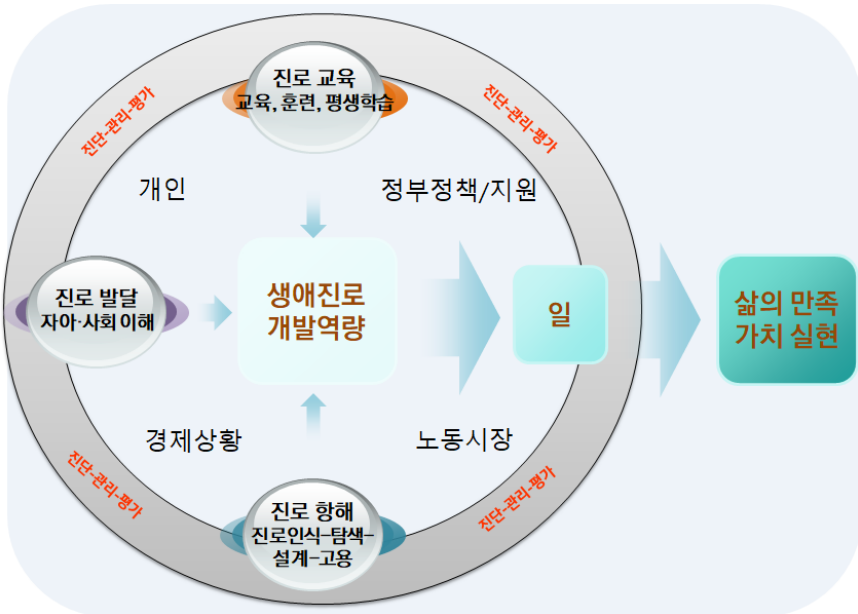 진로 교육
교육, 훈련, 평생학습
진단-관리-평가
진단-관리-평가
개인
정부정책/지원
진로 발달
자아·사회 이해
생애진로
개발역량
일
삶의 만족
가치 실현
경제상황
노동시장
진단-관리-평가
진단-관리-평가
진로 항해
진로인식-탐색-
설계-고용